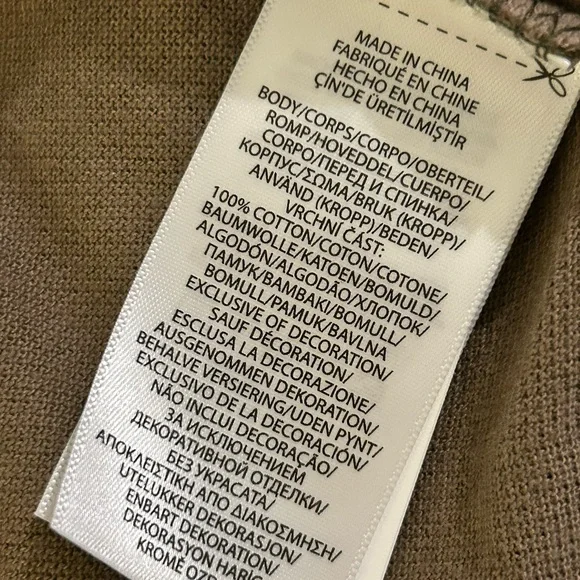 MADE IN CHINA
FABRIQUÉ EN CHINE
HECHO EN CHINA
ÇİN'DE ÜRETİLMİŞTİR
BODY/CORPS/CORPO/OBERTEIL/
ROMP/HOVEDDEL/CUERPO/
CORPO/ПЕРЕД И СПИНКА/
КОРПУС/ΣΩΜΑ/BRUK (KROPP)/
ANVÄND (KROPP)/BEDEN/
VRCHNÍ ČÁST:
100% COTTON/COTON/COTONE/
BAUMWOLLE/KATOEN/BOMULD/
ALGODÓN/ALGODÃO/ХЛОПОК/
ПАМУК/ΒΑΜΒΑΚΙ/BOMULL/
BOMULL/PAMUK/BAVLNA
EXCLUSIVE OF DECORATION/
SAUF DÉCORATION/
ESCLUSA LA DECORAZIONE/
AUSGENOMMEN DEKORATION/
BEHALVE VERSIERING/UDEN PYNT/
EXCLUSIVO DE LA DECORACIÓN/
NÃO INCLUI DECORAÇÃO/
ЗА ИСКЛЮЧЕНИЕМ
ДЕКОРАТИВНОЙ ОТДЕЛКИ/
БЕЗ УКРАСАТА/
ΑΠΟΚΛΕΙΣΤΙΚΗ ΑΠΟ ΔΙΑΚΟΣΜΗΣΗ/
UTELUKKER DEKORASJON/
ENBART DEKORATION/
DEKORASYON HARİÇ
KROMĚ OZD